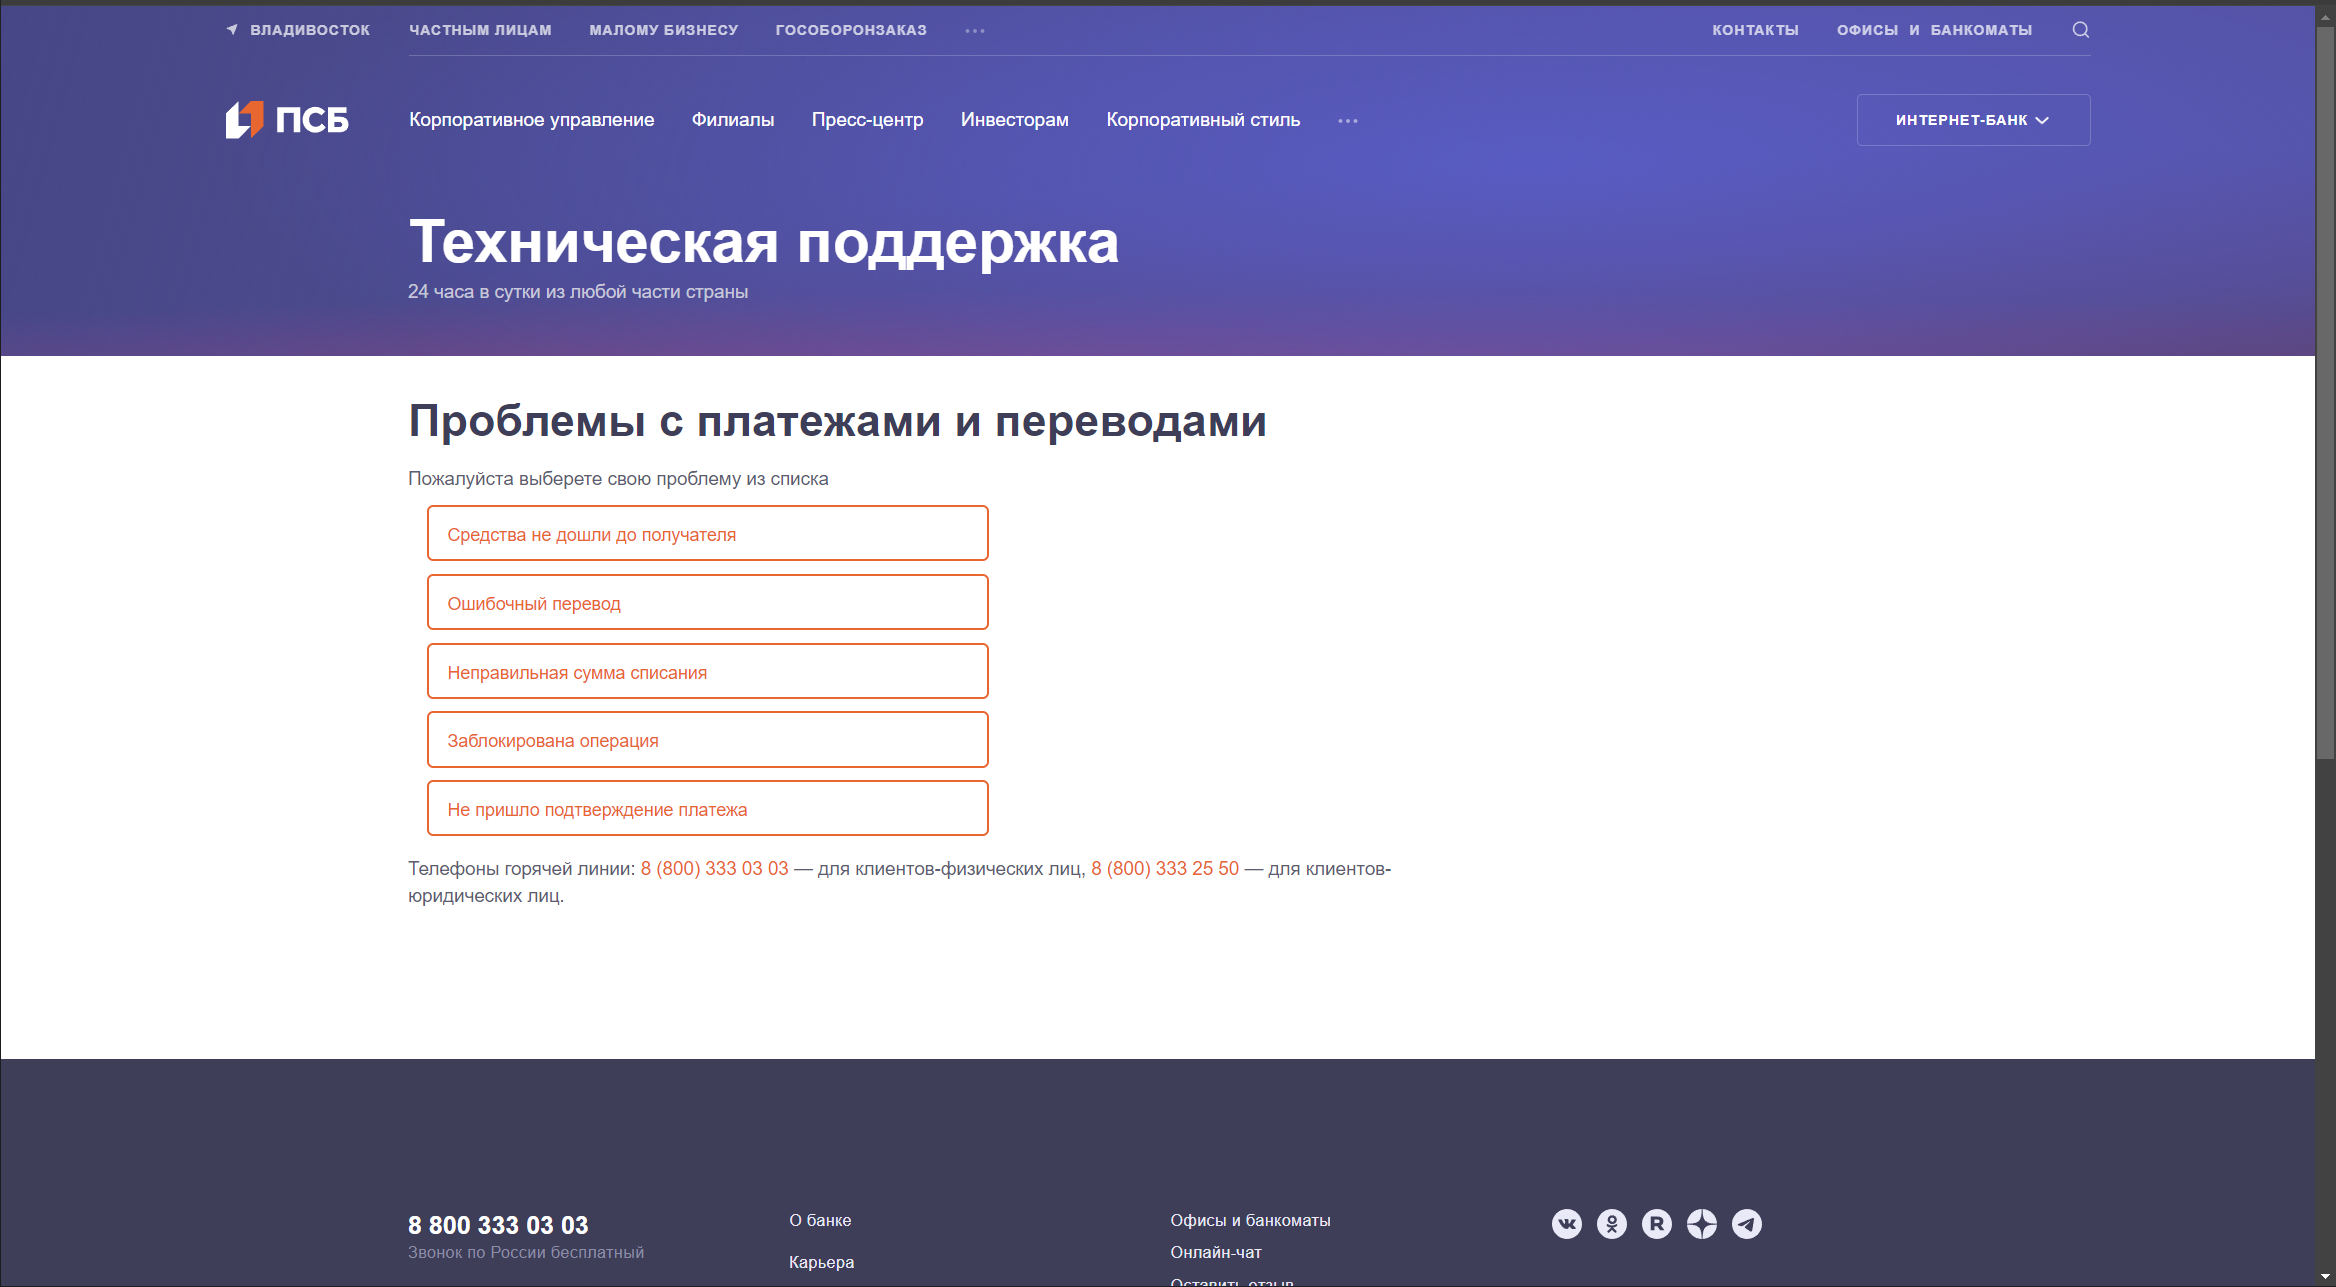 ВЛАДИВОСТОК ЧАСТНЫМ ЛИЦАМ МАЛОМУ БИЗНЕСУ ГОСОБОРОНЗАКАЗ КОНТАКТЫ ОФИСЫ И БАНКОМАТЫ
ПСБ Корпоративное управление Филиалы Пресс-центр Инвесторам Корпоративный стиль ИНТЕРНЕТ-БАНК
Техническая поддержка
24 часа в сутки из любой части страны
Проблемы с платежами и переводами
Пожалуйста выберете свою проблему из списка
Средства не дошли до получателя
Ошибочный перевод
Неправильная сумма списания
Заблокирована операция
Не пришло подтверждение платежа
Телефоны горячей линии: 8 (800) 333 03 03 — для клиентов-физических лиц, 8 (800) 333 25 50 — для клиентов-
юридических лиц.
8 800 333 03 03 О банке Офисы и банкоматы
Звонок по России бесплатный Онлайн-чат
Карьера
Оставить отзыв